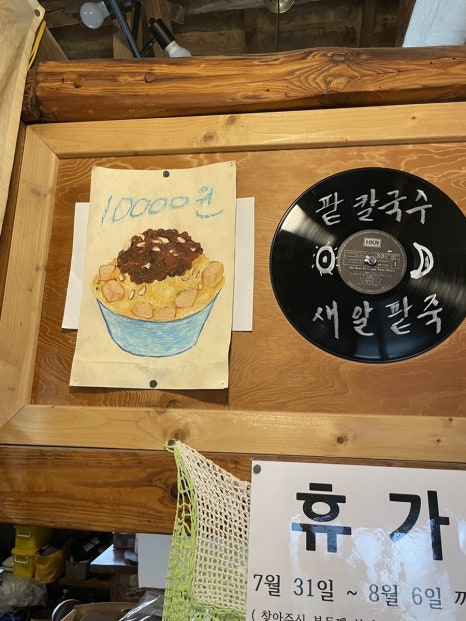 10000원
팥칼국수
HKR
새알팥죽
휴가
7월 31일 ~ 8월 6일 까